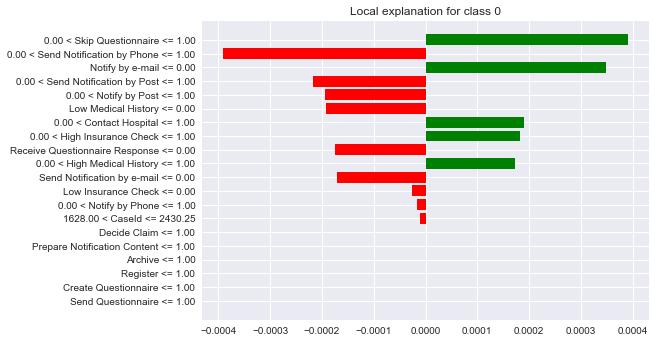 Local explanation for class 0
0.00 < Skip Questionnaire <= 1.00
0.00 < Send Notification by Phone <= 1.00
Notify by e-mail <= 0.00
0.00 < Send Notification by Post <= 1.00
0.00 < Notify by Post <= 1.00
Low Medical History <= 0.00
0.00 < Contact Hospital <= 1.00
0.00 < High Insurance Check <= 1.00
Receive Questionnaire Response <= 0.00
0.00 < High Medical History <= 1.00
Send Notification by e-mail <= 0.00
Low Insurance Check <= 0.00
0.00 < Notify by Phone <= 1.00
1628.00 < CaseId <= 2430.25
Decide Claim <= 1.00
Prepare Notification Content <= 1.00
Archive <= 1.00
Register <= 1.00
Create Questionnaire <= 1.00
Send Questionnaire <= 1.00
−0.0004 −0.0003 −0.0002 −0.0001 0.0000 0.0001 0.0002 0.0003 0.0004